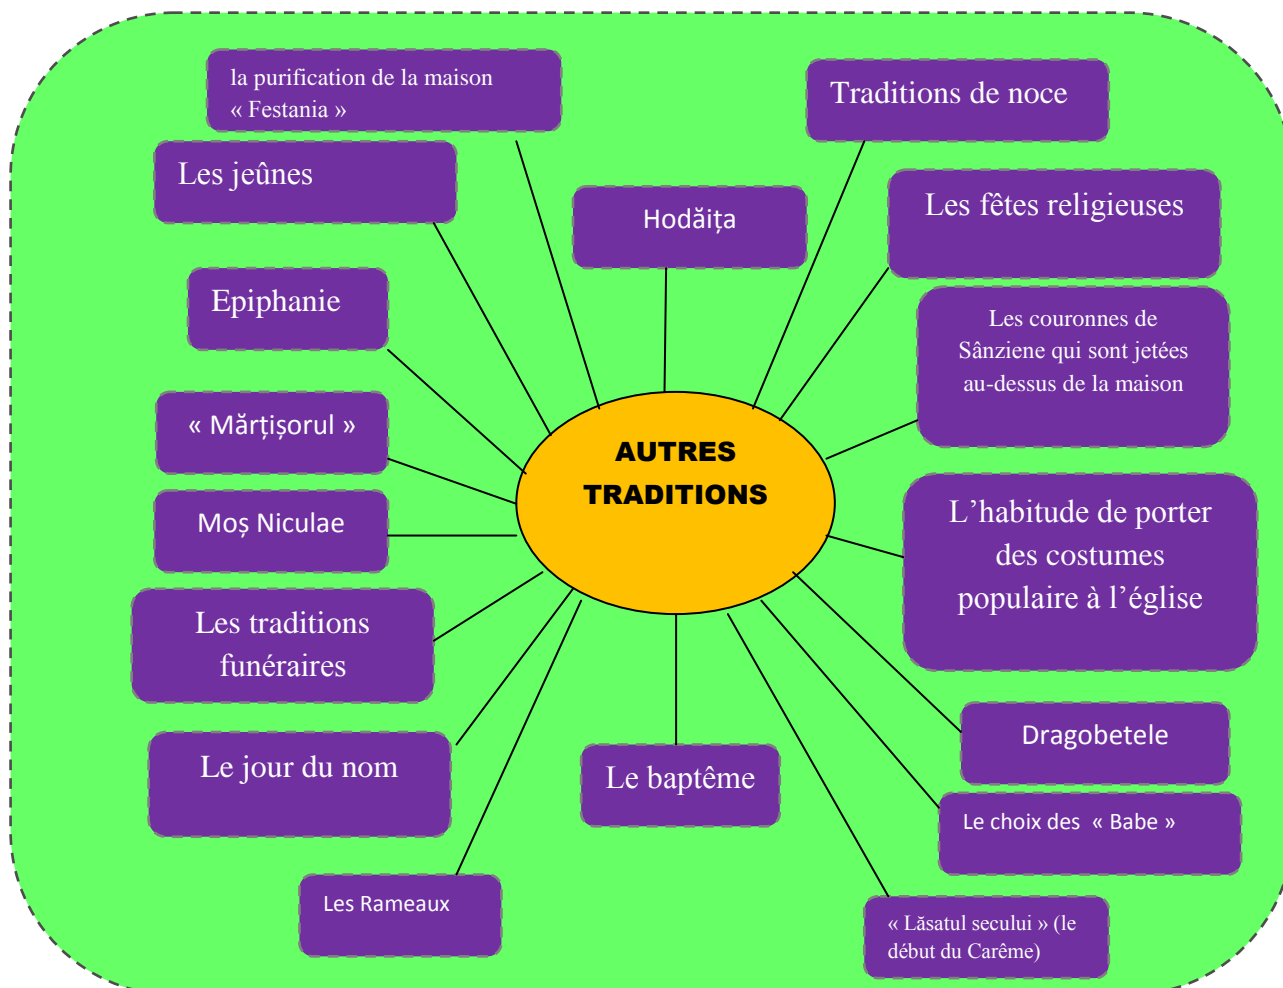 la purification de la maison
« Festania »
Traditions de noce
Les jeûnes
Hodăița
Les fêtes religieuses
Epiphanie
Les couronnes de
Sânziene qui sont jetées
au-dessus de la maison
« Mărțișorul »
AUTRES
TRADITIONS
Moș Niculae
L’habitude de porter
des costumes
populaire à l’église
Les traditions
funéraires
Dragobetele
Le jour du nom
Le baptême
Le choix des « Babe »
Les Rameaux
« Lăsatul secului » (le
début du Carême)